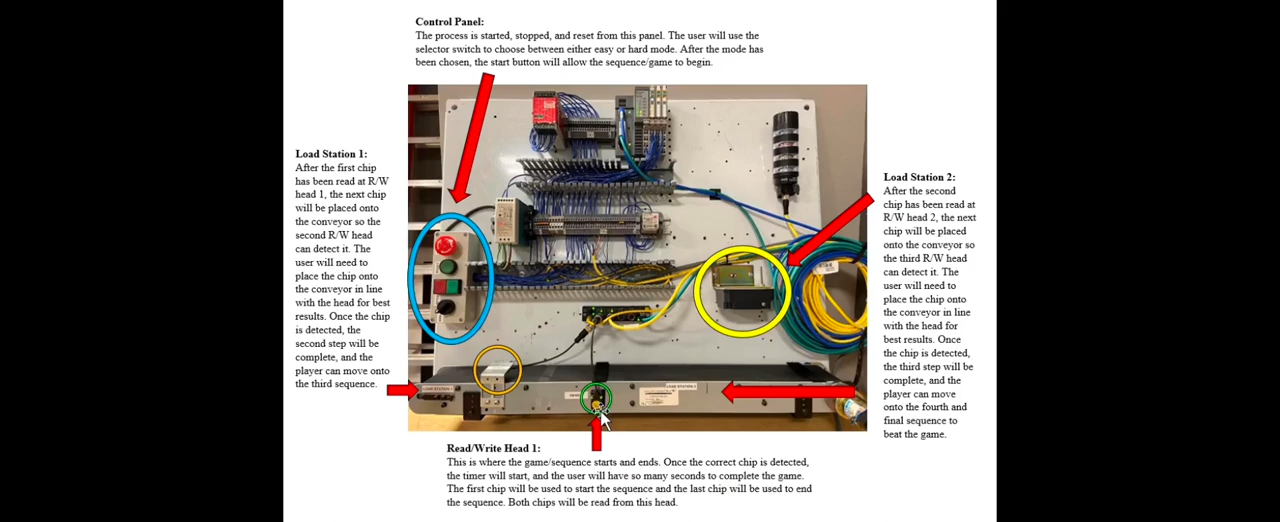 Control Panel:
The process is started, stopped, and reset from this panel. The user will use the
selector switch to choose between either easy or hard mode. After the mode has
been chosen, the start button will allow the sequence/game to begin.
Load Station 1:
After the first chip
has been read at R/W
head 1, the next chip
will be placed onto
the conveyor so the
second R/W head
can detect it. The
user will need to
place the chip onto
the conveyor in line
with the head for best
results. Once the chip
is detected, the
second step will be
complete, and the
player can move onto
the third sequence.
Load Station 2:
After the second
chip has been read at
R/W head 2, the next
chip will be placed
onto the conveyor so
the third R/W head
can detect it. The
user will need to
place the chip onto
the conveyor in line
with the head for
best results. Once
the chip is detected,
the third step will be
complete, and the
player can move
onto the fourth and
final sequence to
beat the game.
LOAD STATION 1
LOAD STATION 2
Read/Write Head 1:
This is where the game/sequence starts and ends. Once the correct chip is detected,
the timer will start, and the user will have so many seconds to complete the game.
The first chip will be used to start the sequence and the last chip will be used to end
the sequence. Both chips will be read from this head.